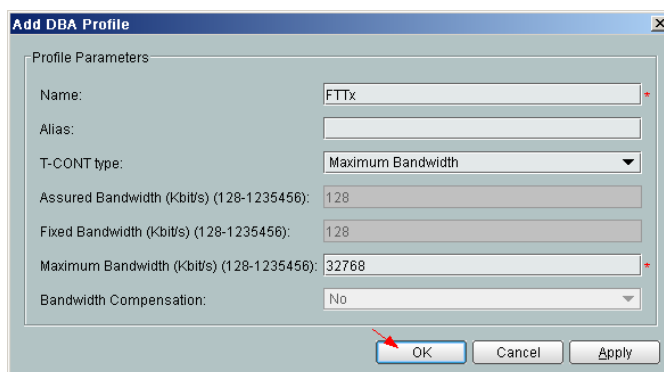 Add DBA Profile
Profile Parameters
Name: FTTx *
Alias:
T-CONT type: Maximum Bandwidth
Assured Bandwidth (Kbit/s) (128-1235456): 128
Fixed Bandwidth (Kbit/s) (128-1235456): 128
Maximum Bandwidth (Kbit/s) (128-1235456): 32768 *
Bandwidth Compensation: No
OK Cancel Apply